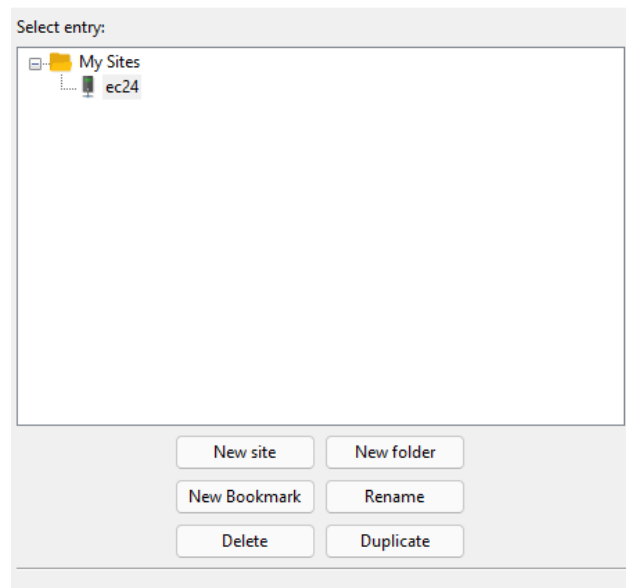 Select entry:
My Sites
ec24
New site
New folder
New Bookmark
Rename
Delete
Duplicate